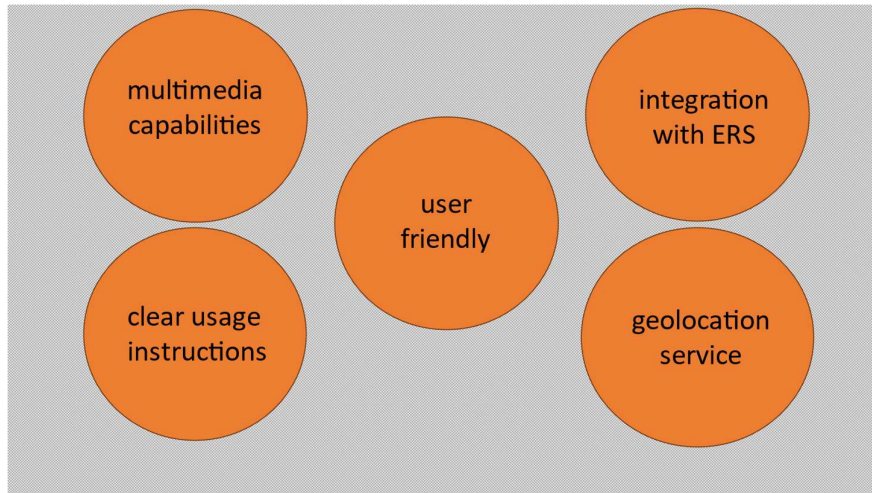 multimedia
capabilities
integration
with ERS
user
friendly
clear usage
instructions
geolocation
service